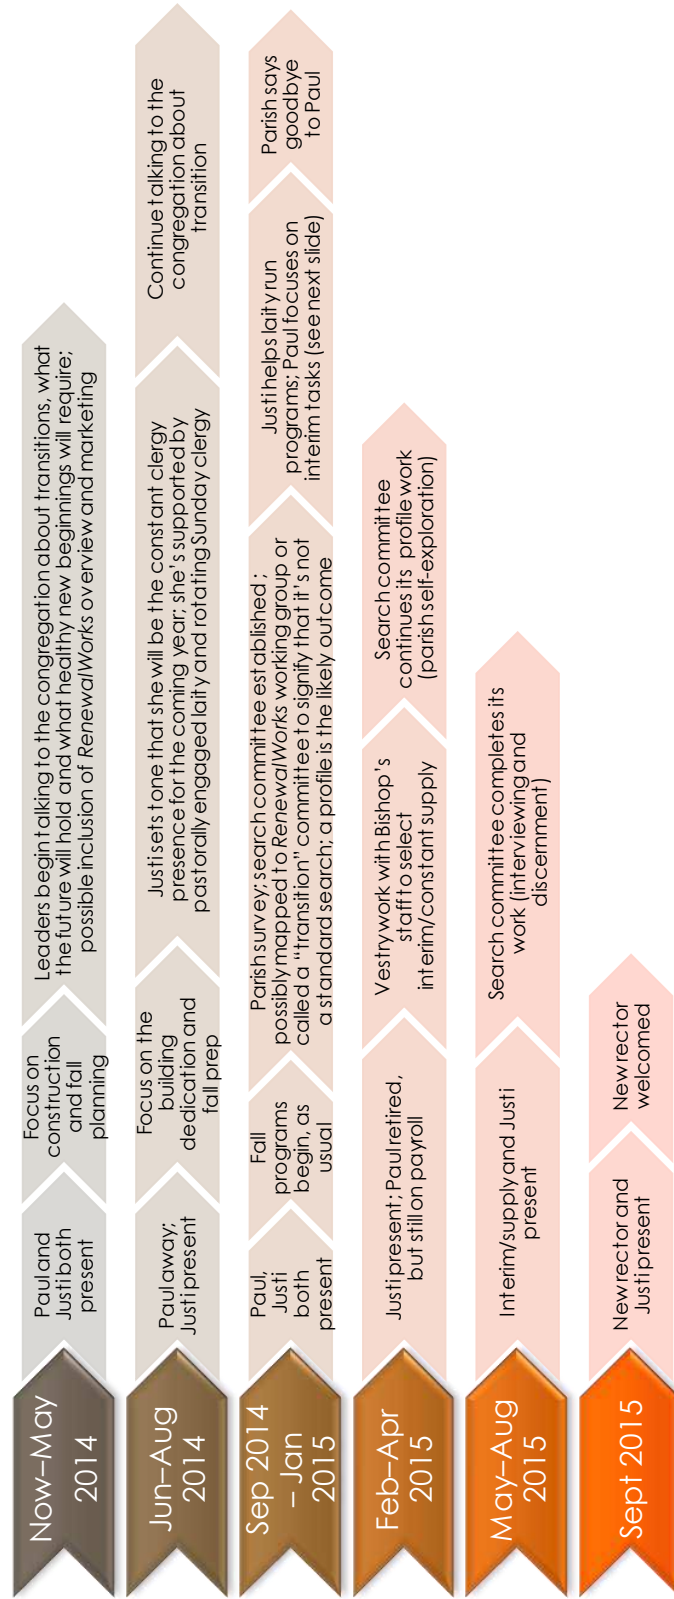 Now–May
2014
Paul and
Justi both
present
Focus on
construction
and fall
planning
Leaders begin talking to the congregation about transitions, what
the future will hold and what healthy new beginnings will require;
possible inclusion of RenewalWorks overview and marketing
Jun–Aug
2014
Paul away;
Justi present
Focus on the
building
dedication and
fall prep
Justi sets tone that she will be the constant clergy
presence for the coming year; she's supported by
pastorally engaged laity and rotating Sunday clergy
Continue talking to the
congregation about
transition
Sep 2014
– Jan
2015
Paul,
Justi
both
present
Fall
programs
begin, as
usual
Parish survey; search committee established;
possibly mapped to RenewalWorks working group or
called a "transition" committee to signify that it's not
a standard search; a profile is the likely outcome
Justi helps laity run
programs; Paul focuses on
interim tasks (see next slide)
Parish says
goodbye
to Paul
Feb–Apr
2015
Justi present; Paul retired,
but still on payroll
Vestry work with Bishop's
staff to select
interim/constant supply
Search committee
continues its profile work
(parish self-exploration)
May–Aug
2015
Interim/supply and Justi
present
Search committee completes its
work (interviewing and
discernment)
Sept 2015
New rector and
Justi present
New rector
welcomed